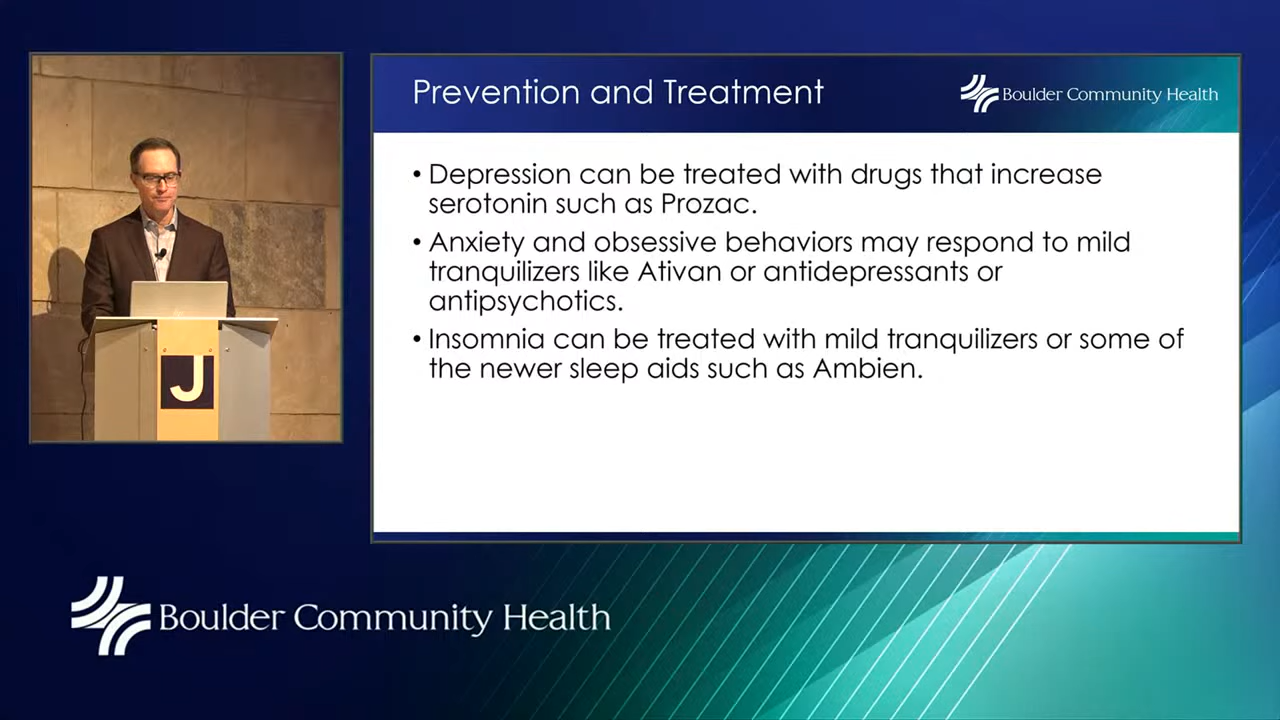 Prevention and Treatment
Boulder Community Health
• Depression can be treated with drugs that increase
serotonin such as Prozac.
• Anxiety and obsessive behaviors may respond to mild
tranquilizers like Ativan or antidepressants or
antipsychotics.
• Insomnia can be treated with mild tranquilizers or some of
the newer sleep aids such as Ambien.
J
Boulder Community Health